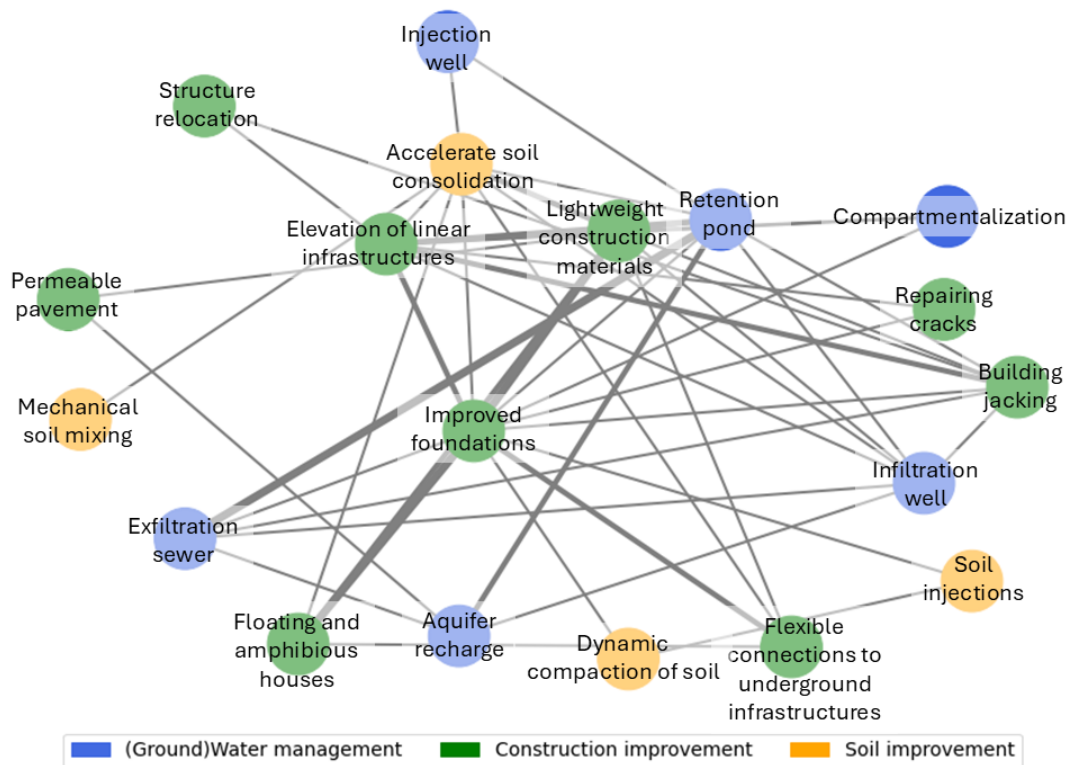 Injection
well
Structure
relocation
Accelerate soil
consolidation
Lightweight
construction
materials
Retention
pond
Compartmentalization
Elevation of linear
infrastructures
Permeable
pavement
Repairing
cracks
Building
jacking
Mechanical
soil mixing
Improved
foundations
Infiltration
well
Exfiltration
sewer
Soil
injections
Floating and
amphibious
houses
Aquifer
recharge
Dynamic
compaction of soil
Flexible
connections to
underground
infrastructures
(Ground)Water management
Construction improvement
Soil improvement